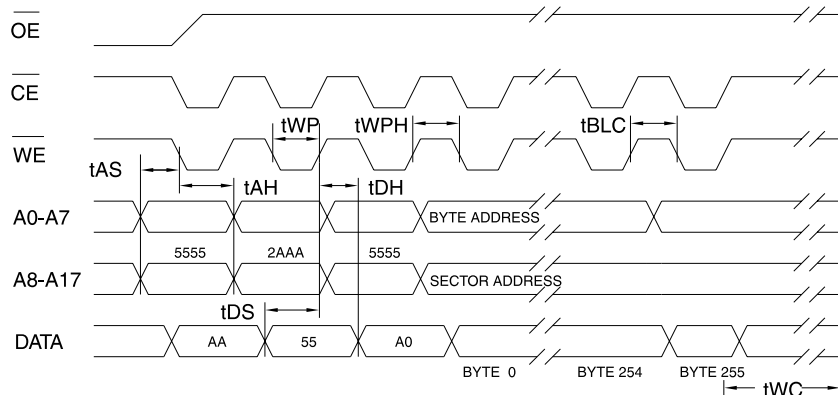 OE
CE
tWP tWPH tBLC
WE
tAS
tAH tDH
A0-A7 BYTE ADDRESS
5555 2AAA 5555
A8-A17 SECTOR ADDRESS
tDS
DATA AA 55 A0
BYTE 0 BYTE 254 BYTE 255
tWC